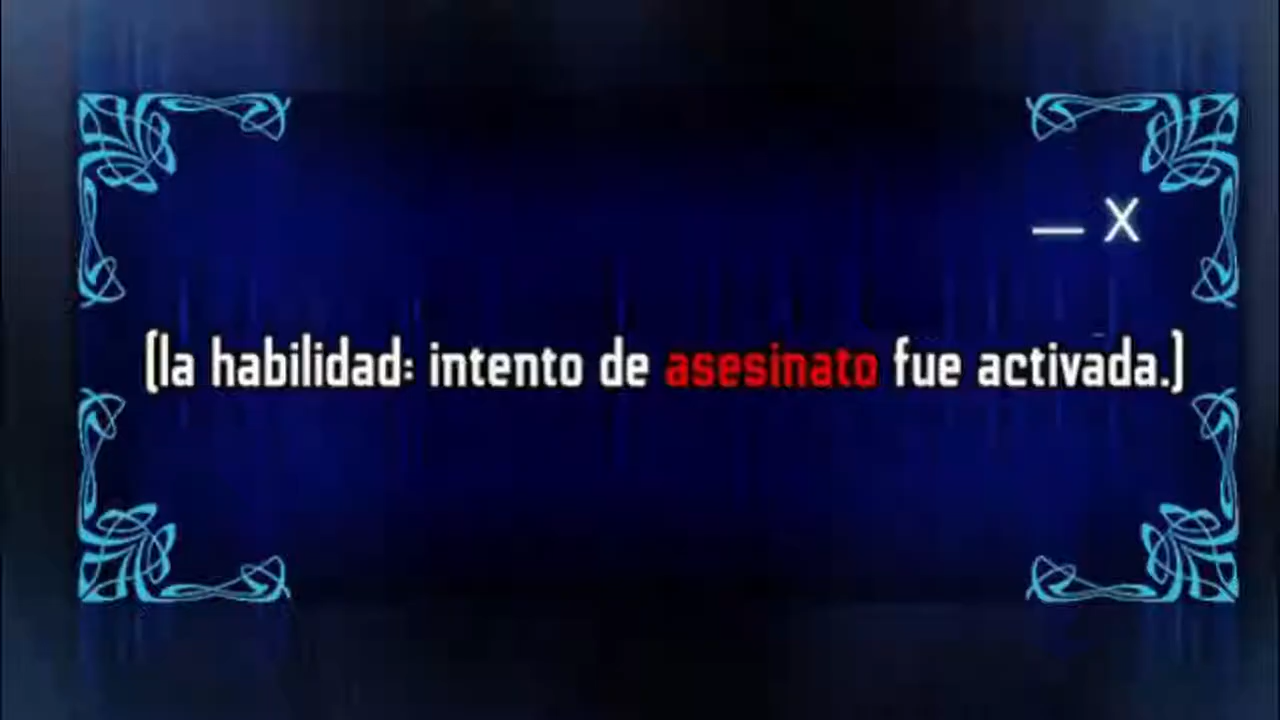 — X
(la habilidad: intento de asesinato fue activada.)